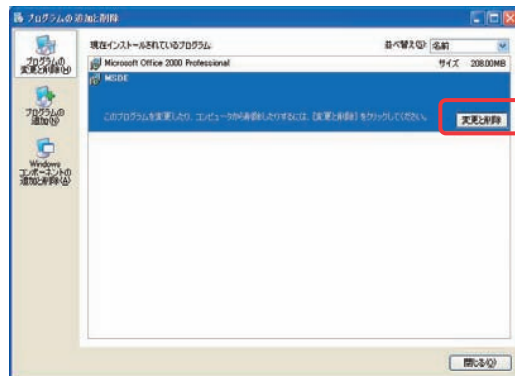 プログラムの追加と削除
プログラムの
変更と削除(H)
プログラムの
追加(N)
Windows
コンポーネントの
追加と削除(A)
現在インストールされているプログラム:
並べ替え(S): 名前
Microsoft Office 2000 Professional
サイズ 208.00MB
MSDE
このプログラムを変更したり、コンピュータから削除したりするには、[変更と削除] をクリックしてください。
変更と削除
閉じる(O)